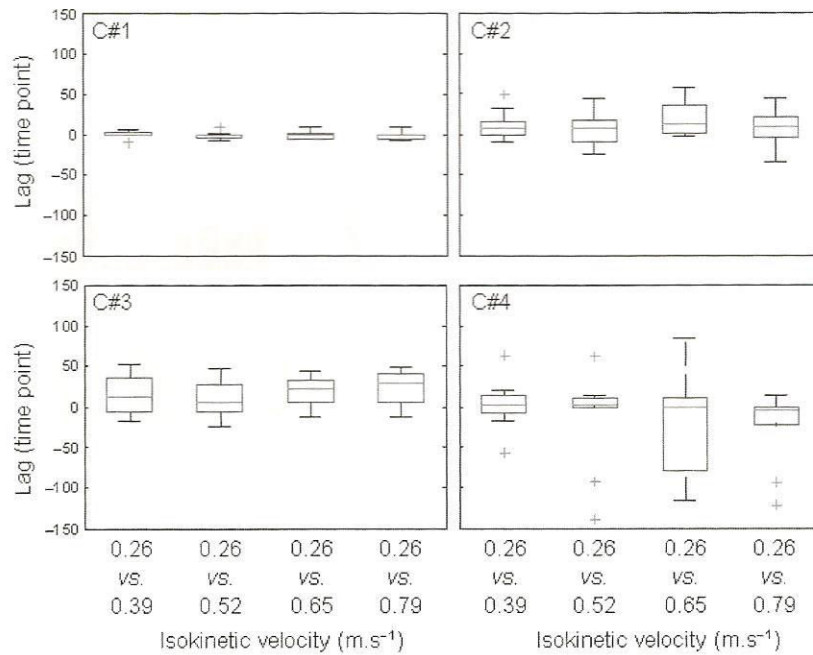 C#1
C#2
Lag (time point)
150
100
50
0
–50
–100
–150
C#3
C#4
Lag (time point)
150
100
50
0
–50
–100
–150
0.26 0.26 0.26 0.26 0.26 0.26 0.26 0.26
vs. vs. vs. vs. vs. vs. vs. vs.
0.39 0.52 0.65 0.79 0.39 0.52 0.65 0.79
Isokinetic velocity (m.s⁻¹) Isokinetic velocity (m.s⁻¹)